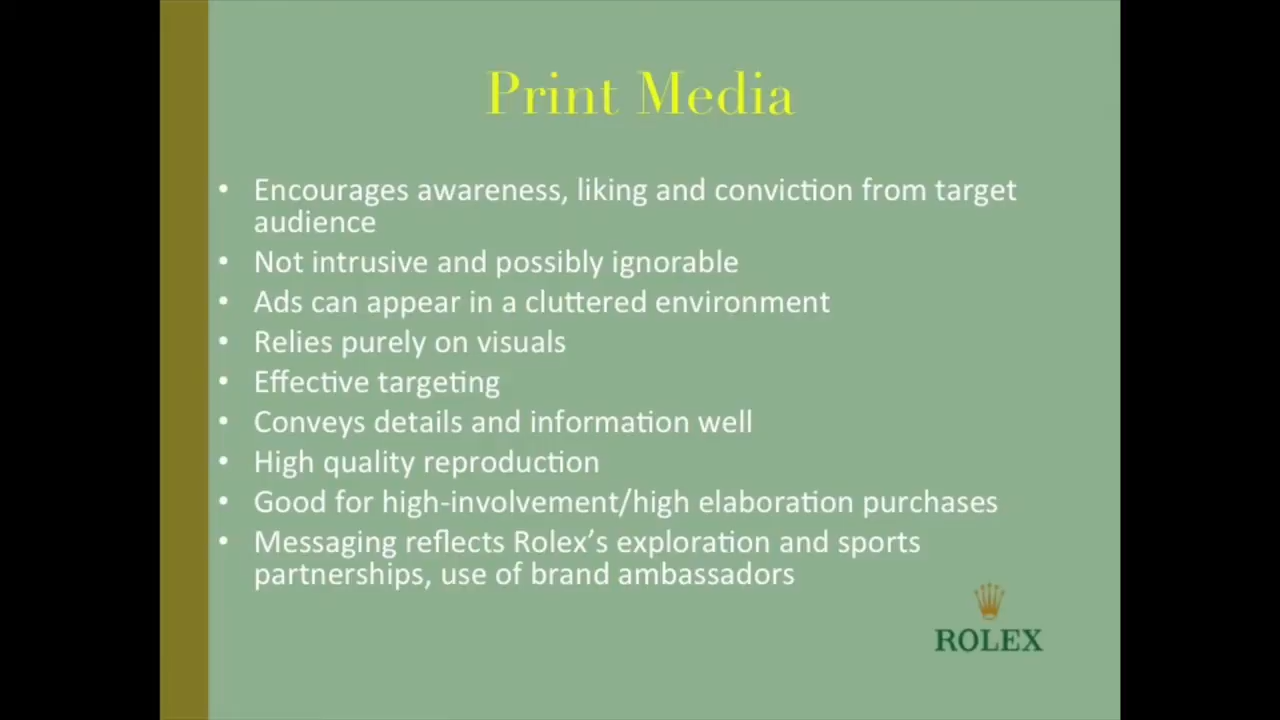 Print Media
• Encourages awareness, liking and conviction from target
audience
• Not intrusive and possibly ignorable
• Ads can appear in a cluttered environment
• Relies purely on visuals
• Effective targeting
• Conveys details and information well
• High quality reproduction
• Good for high-involvement/high elaboration purchases
• Messaging reflects Rolex’s exploration and sports
partnerships, use of brand ambassadors
ROLEX